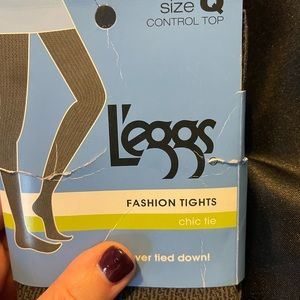 size Q
CONTROL TOP
L'eggs
FASHION TIGHTS
chic tie
ver tied down!